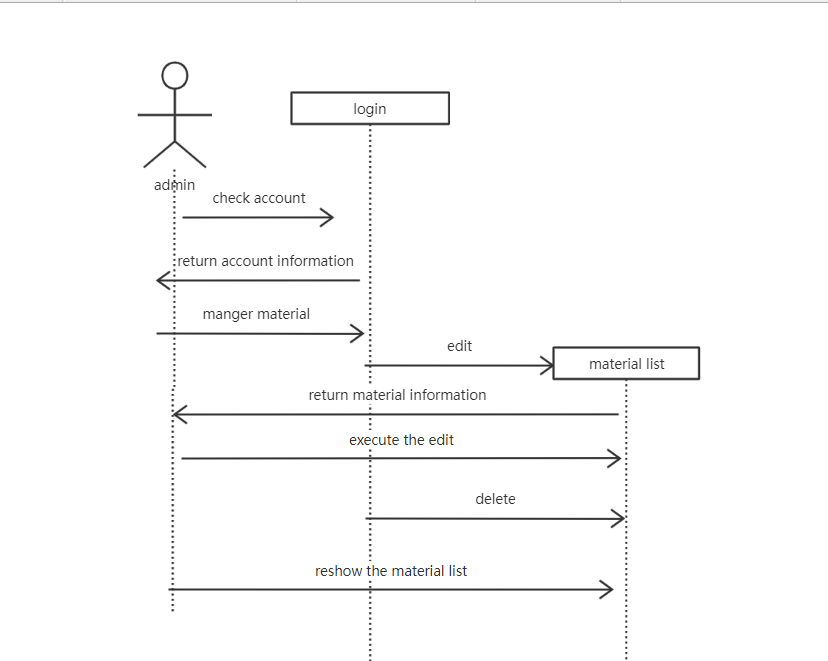 login
admin
check account
return account information
manger material
edit
material list
return material information
execute the edit
delete
reshow the material list